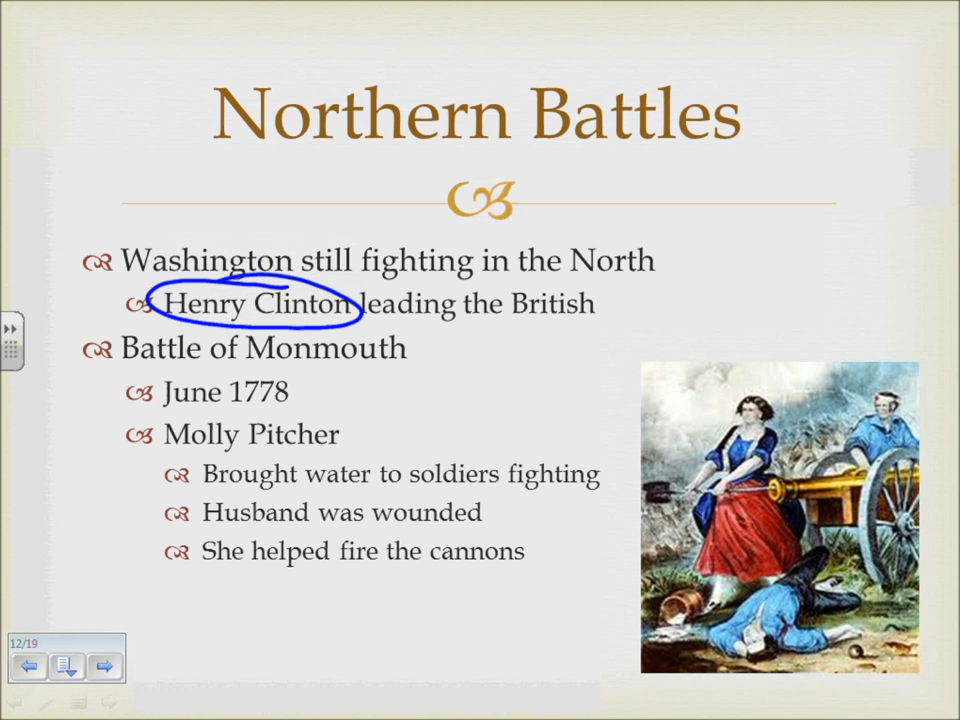 Northern Battles
Washington still fighting in the North
Henry Clinton leading the British
Battle of Monmouth
June 1778
Molly Pitcher
Brought water to soldiers fighting
Husband was wounded
She helped fire the cannons
12/19